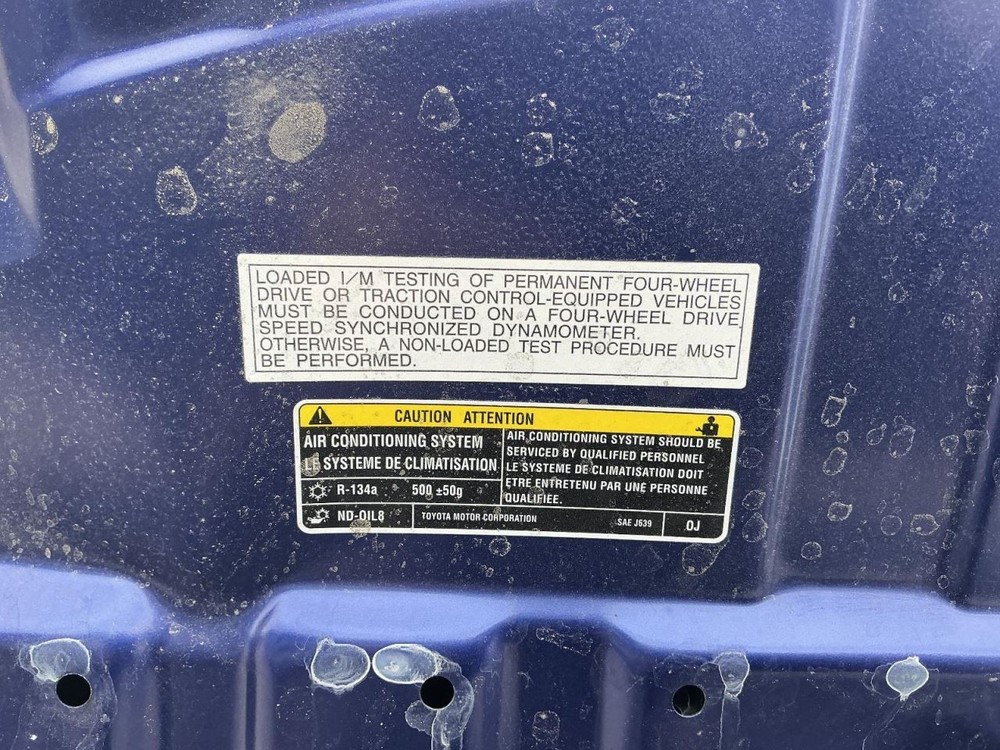 LOADED I/M TESTING OF PERMANENT FOUR-WHEEL
DRIVE OR TRACTION CONTROL-EQUIPPED VEHICLES
MUST BE CONDUCTED ON A FOUR-WHEEL DRIVE
SPEED SYNCHRONIZED DYNAMOMETER.
OTHERWISE, A NON-LOADED TEST PROCEDURE MUST
BE PERFORMED.
CAUTION ATTENTION
AIR CONDITIONING SYSTEM
LE SYSTEME DE CLIMATISATION
R-134a 500 ±50g
AIR CONDITIONING SYSTEM SHOULD BE
SERVICED BY QUALIFIED PERSONNEL
LE SYSTEME DE CLIMATISATION DOIT
ETRE ENTRETENU PAR UNE PERSONNE
QUALIFIEE.
ND-OIL8 TOYOTA MOTOR CORPORATION SAE J639 0J